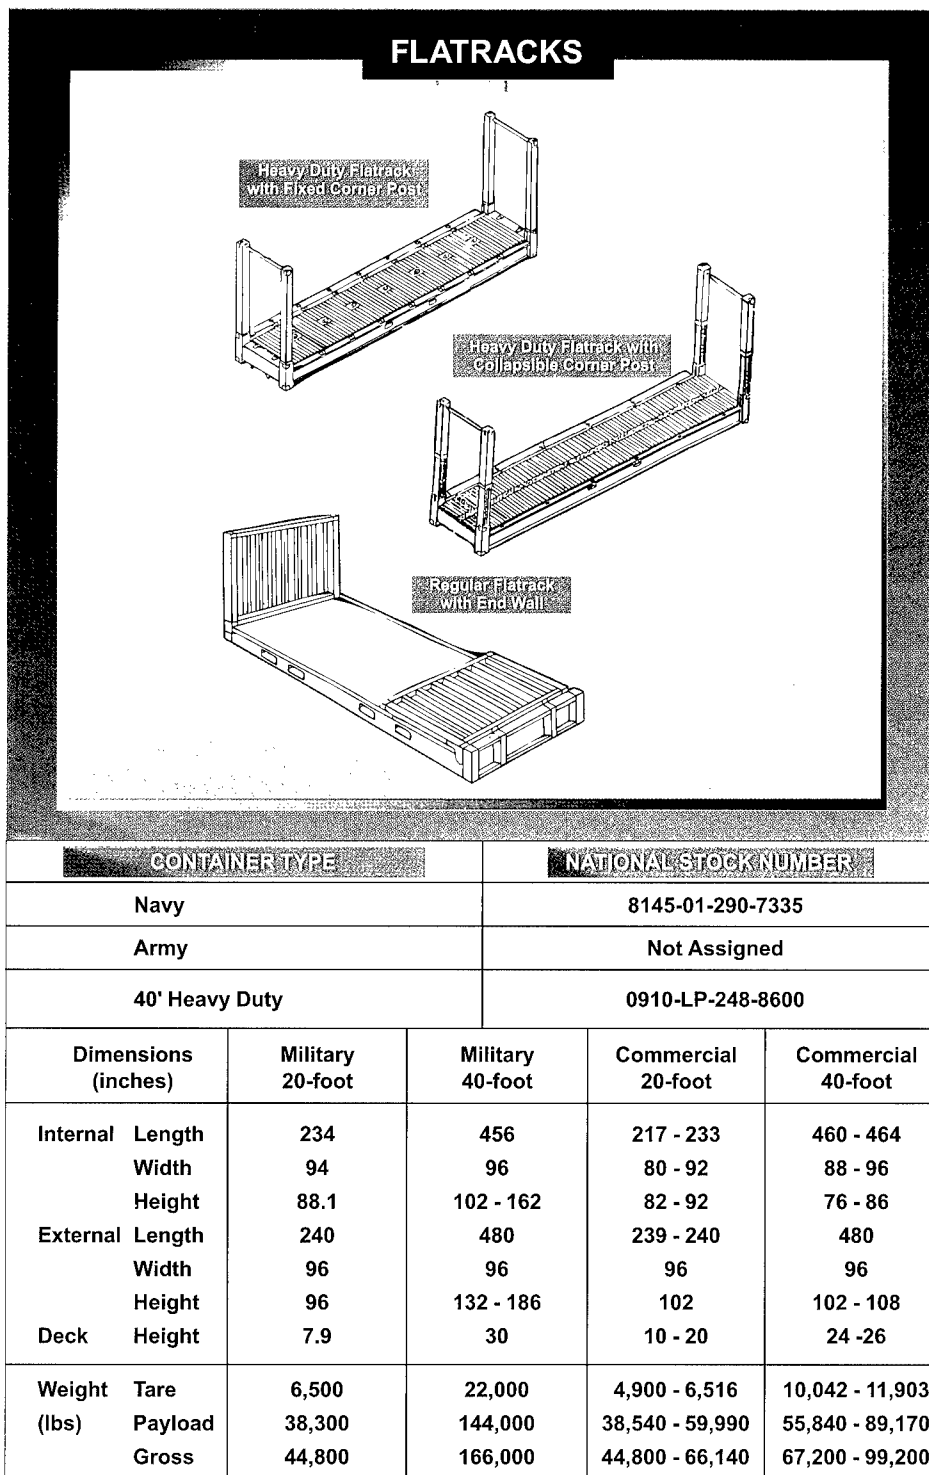 FLATRACKS
Heavy Duty Flatrack
with Fixed Corner Post
Heavy Duty Flatrack with
Collapsible Corner Post
Regular Flatrack
with End Wall
CONTAINER TYPE NATIONAL STOCK NUMBER
Navy 8145-01-290-7335
Army Not Assigned
40' Heavy Duty 0910-LP-248-8600
Dimensions Military Military Commercial Commercial
(inches) 20-foot 40-foot 20-foot 40-foot
Internal Length 234 456 217 - 233 460 - 464
Width 94 96 80 - 92 88 - 96
Height 88.1 102 - 162 82 - 92 76 - 86
External Length 240 480 239 - 240 480
Width 96 96 96 96
Height 96 132 - 186 102 102 - 108
Deck Height 7.9 30 10 - 20 24 -26
Weight Tare 6,500 22,000 4,900 - 6,516 10,042 - 11,903
(lbs) Payload 38,300 144,000 38,540 - 59,990 55,840 - 89,170
Gross 44,800 166,000 44,800 - 66,140 67,200 - 99,200